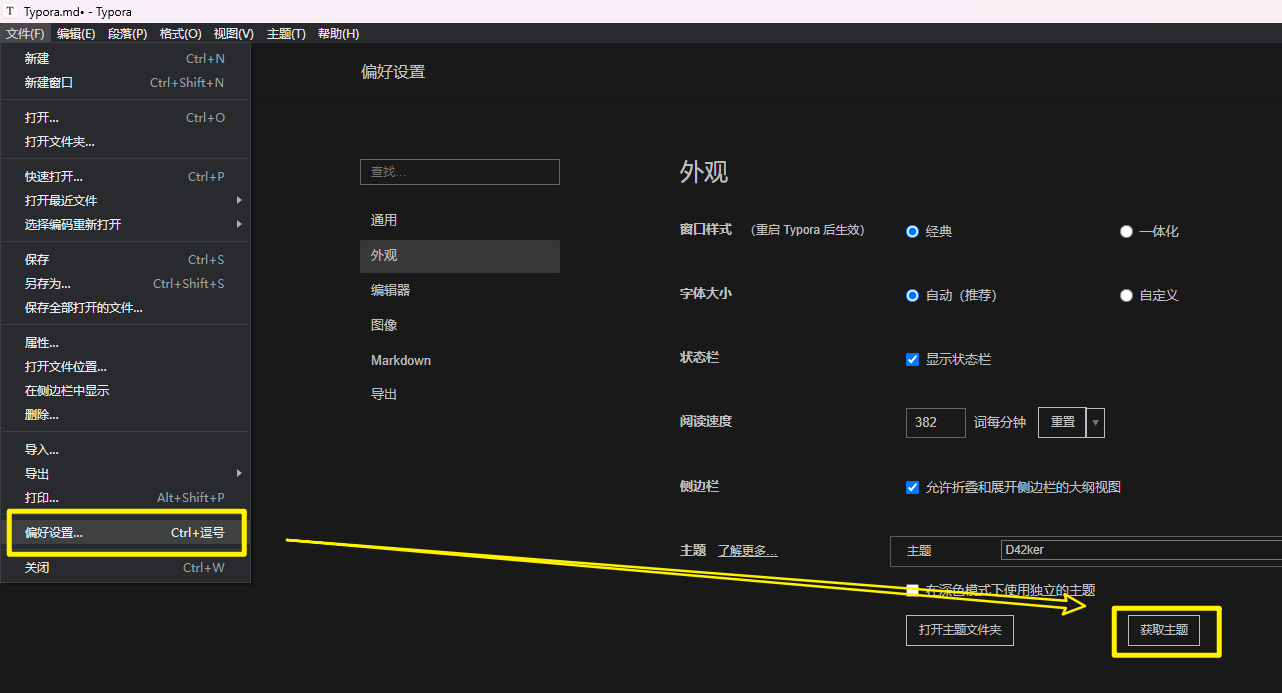 T Typora.md• - Typora
文件(F) 编辑(E) 段落(P) 格式(O) 视图(V) 主题(T) 帮助(H)
新建 Ctrl+N
新建窗口 Ctrl+Shift+N
打开... Ctrl+O
打开文件夹...
快速打开... Ctrl+P
打开最近文件
选择编码重新打开
保存 Ctrl+S
另存为... Ctrl+Shift+S
保存全部打开的文件...
属性...
打开文件位置...
在侧边栏中显示
删除...
导入...
导出
打印... Alt+Shift+P
偏好设置... Ctrl+逗号
关闭 Ctrl+W
偏好设置
查找...
通用
外观
编辑器
图像
Markdown
导出
外观
窗口样式 (重启 Typora 后生效) 经典 一体化
字体大小 自动（推荐） 自定义
状态栏 显示状态栏
阅读速度 382 词每分钟 重置
侧边栏 允许折叠和展开侧边栏的大纲视图
主题 了解更多... 主题 D42ker
在深色模式下使用独立的主题
打开主题文件夹 获取主题